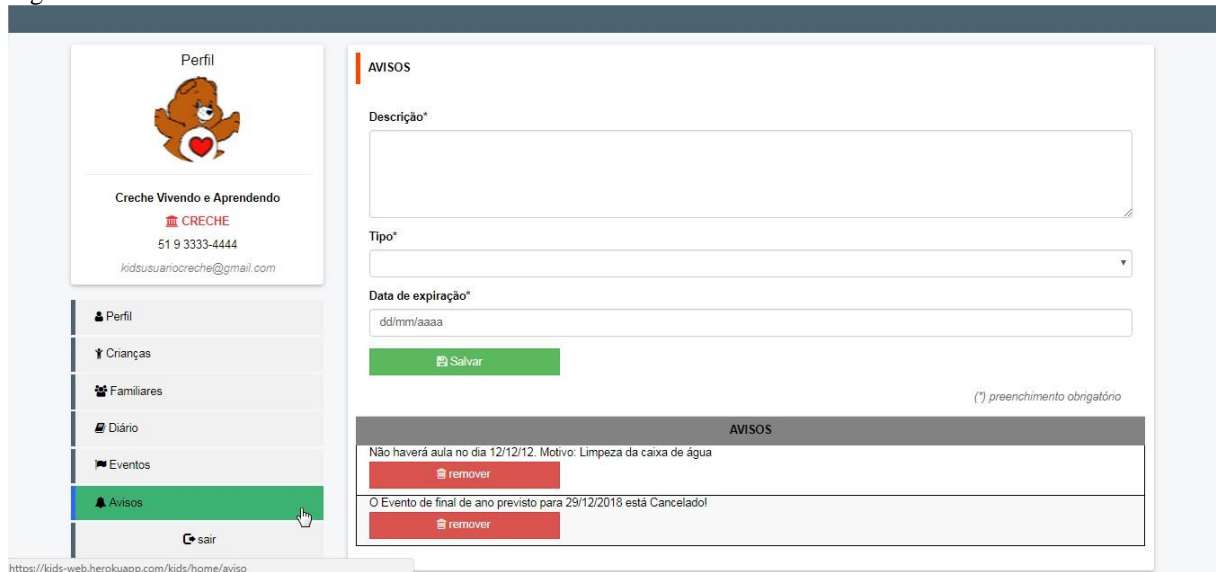 Perfil
Creche Vivendo e Aprendendo
CRECHE
51 9 3333-4444
kidsusuariocreche@gmail.com
Perfil
Crianças
Familiares
Diário
Eventos
Avisos
sair
AVISOS
Descrição*
Tipo*
Data de expiração*
dd/mm/aaaa
Salvar
(*) preenchimento obrigatório
AVISOS
Não haverá aula no dia 12/12/12. Motivo: Limpeza da caixa de água
remover
O Evento de final de ano previsto para 29/12/2018 está Cancelado!
remover
https://kids-web.herokuapp.com/kids/home/aviso